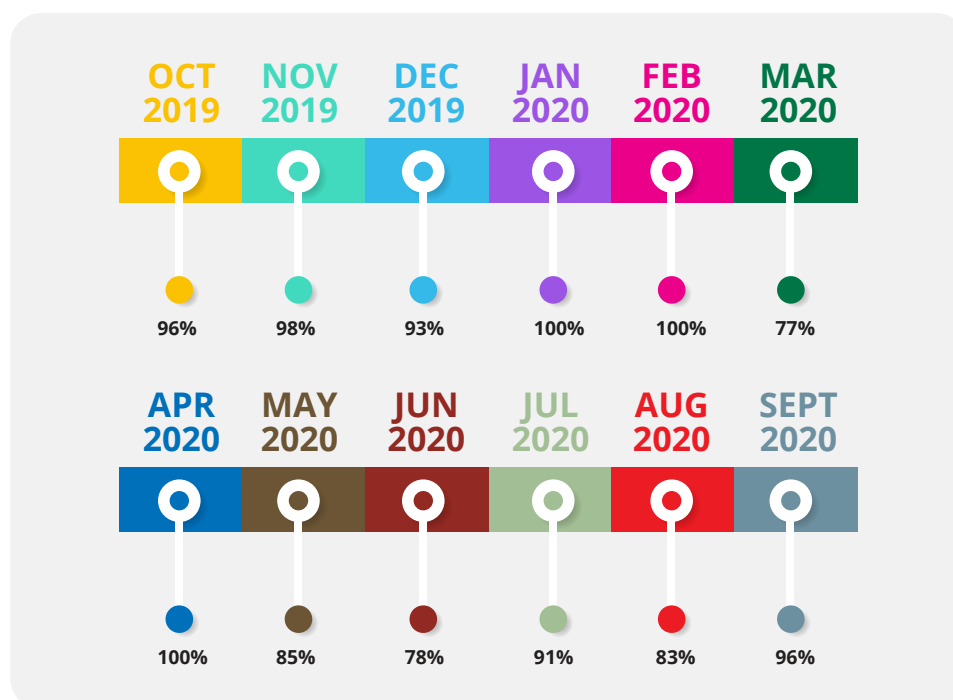 OCT NOV DEC JAN FEB MAR
2019 2019 2019 2020 2020 2020
96% 98% 93% 100% 100% 77%
APR MAY JUN JUL AUG SEPT
2020 2020 2020 2020 2020 2020
100% 85% 78% 91% 83% 96%